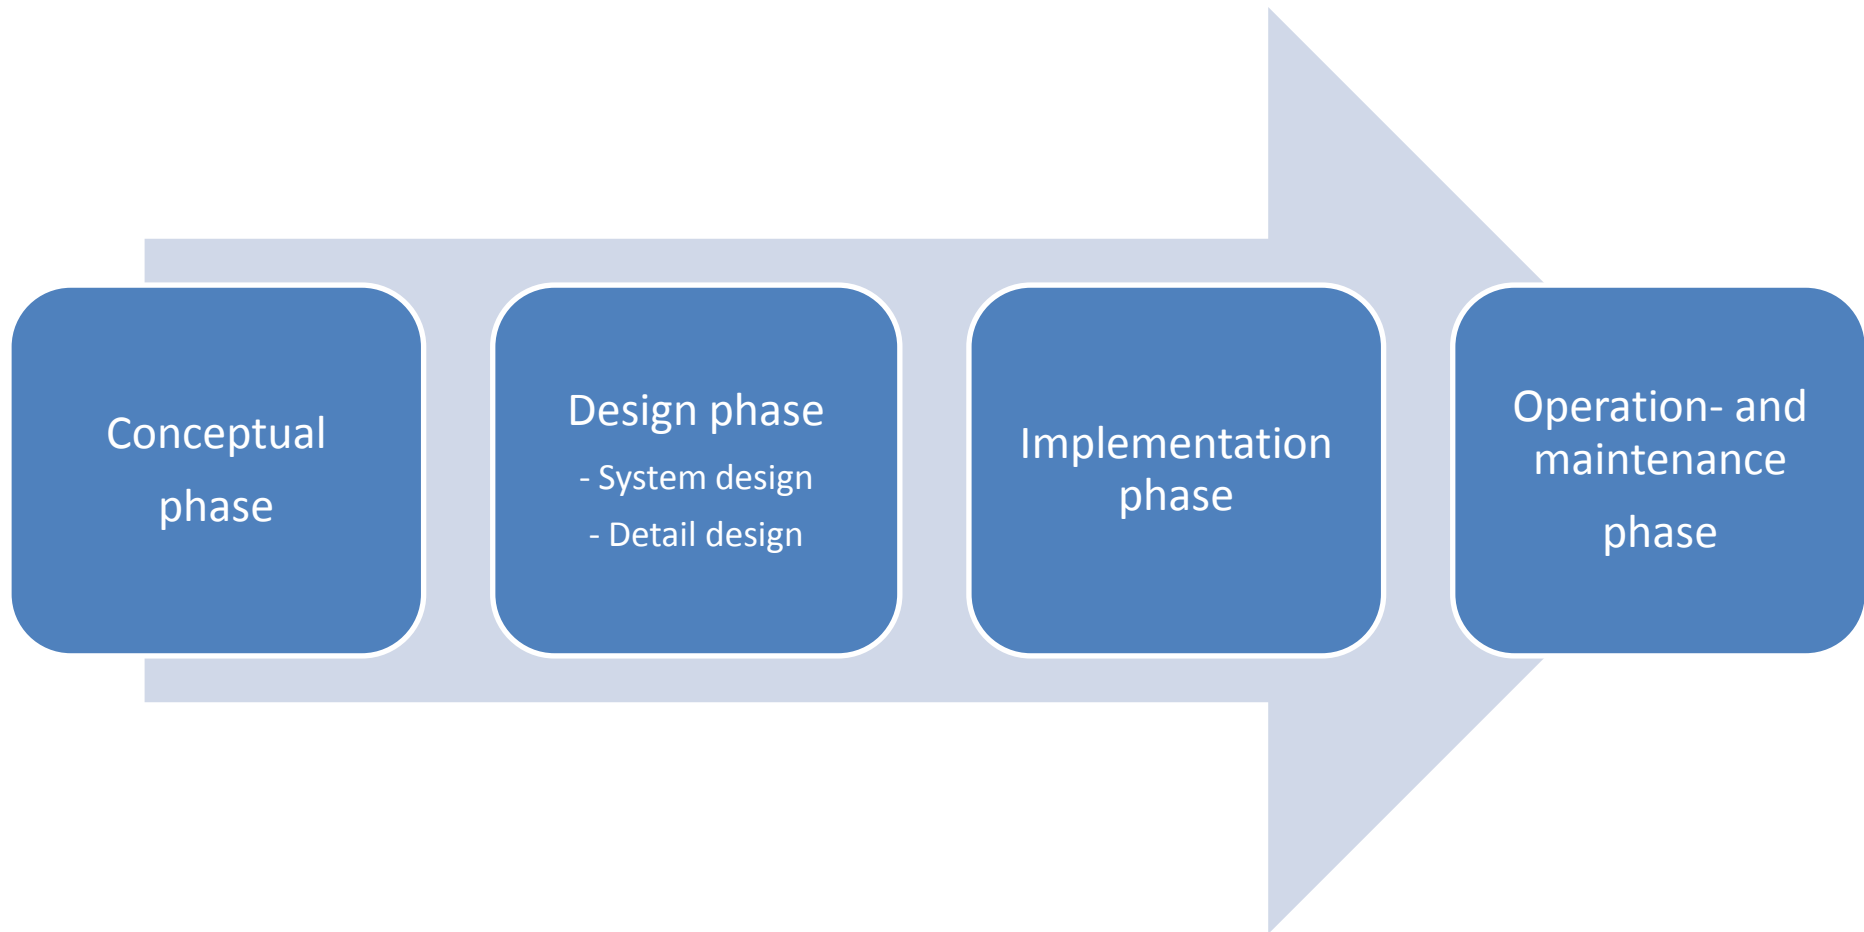 Conceptual
phase
Design phase
- System design
- Detail design
Implementation
phase
Operation- and
maintenance
phase